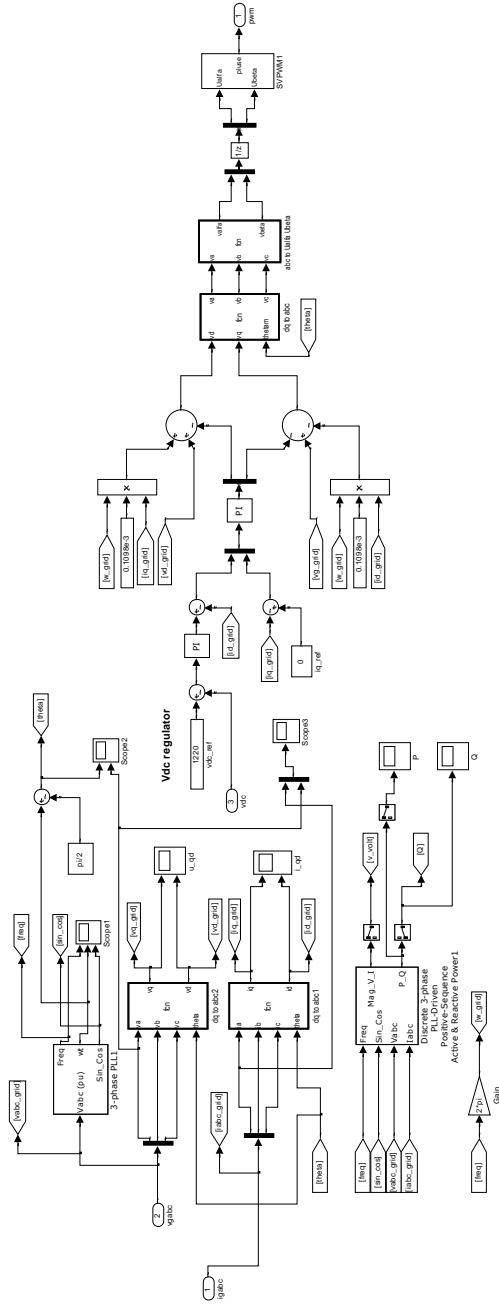 1
pwm
Ualfa
pluse
Ubeta
SVPWM1
1/z
valfa
vbeta
va
fcn
vb
vc
abc to Ualfa Ubeta
va
vd
vb
fcn
vq
vc
thetam
dq to abc
[theta]
x
[w_grid]
0.1098e-3
[iq_grid]
[vd_grid]
PI
[vg_grid]
[w_grid]
0.1098e-3
[id_grid]
x
PI
[id_grid]
[iq_grid]
0
iq_ref
Vdc regulator
1220
vdc_ref
3
vdc
[theta]
Scope2
pi/2
Scope3
[freq]
[sin_cos]
Scope1
Freq
Vabc (pu)
wt
Sin_Cos
3-phase PLL1
[vabc_grid]
2
vgabc
u_qd
[vq_grid]
[vd_grid]
va
vq
vb
fcn
vc
vd
theta
dq to abc2
i_qd
[iq_grid]
[id_grid]
a
iq
b
fcn
c
id
theta
dq to abc1
[iabc_grid]
1
igabc
[theta]
P
Q
[v_volt]
[Q]
Freq
Mag_V_I
Sin_Cos
Vabc
P_Q
Iabc
Discrete 3-phase
PLL-Driven
Positive-Sequence
Active & Reactive Power1
[freq]
[sin_cos]
[vabc_grid]
[iabc_grid]
[w_grid]
2*pi
Gain
[freq]